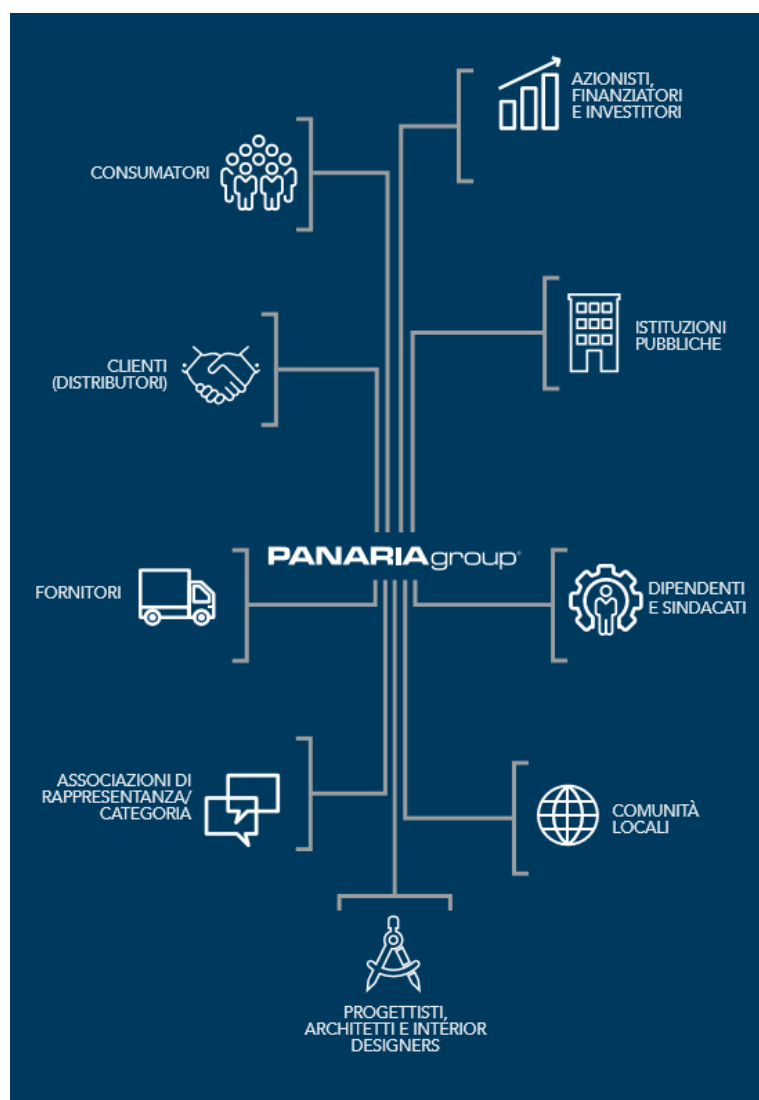 AZIONISTI,
FINANZIATORI
E INVESTITORI
CONSUMATORI
ISTITUZIONI
PUBBLICHE
CLIENTI
(DISTRIBUTORI)
PANARIAgroup®
FORNITORI
DIPENDENTI
E SINDACATI
ASSOCIAZIONI DI
RAPPRESENTANZA/
CATEGORIA
COMUNITÀ
LOCALI
PROGETTISTI,
ARCHITETTI E INTERIOR
DESIGNERS